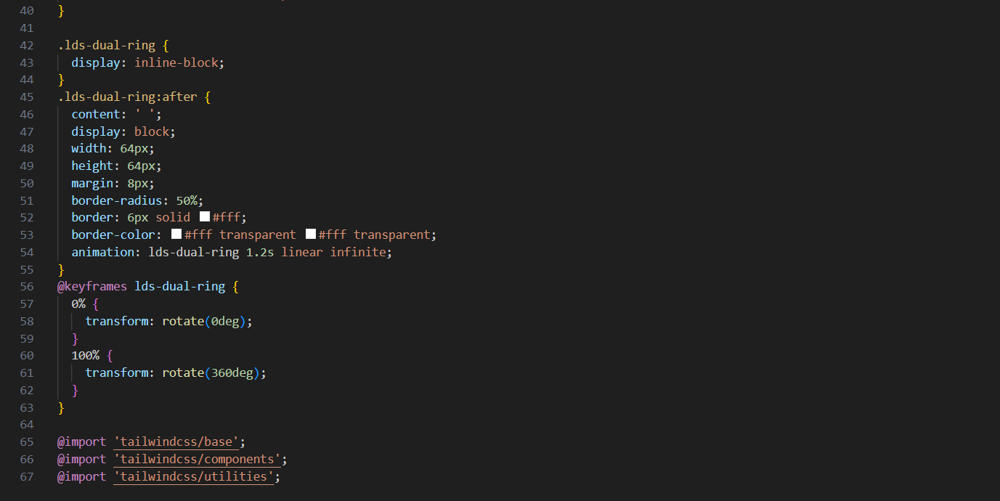 40 }
41
42 .lds-dual-ring {
43   display: inline-block;
44 }
45 .lds-dual-ring:after {
46   content: ' ';
47   display: block;
48   width: 64px;
49   height: 64px;
50   margin: 8px;
51   border-radius: 50%;
52   border: 6px solid #fff;
53   border-color: #fff transparent #fff transparent;
54   animation: lds-dual-ring 1.2s linear infinite;
55 }
56 @keyframes lds-dual-ring {
57   0% {
58     transform: rotate(0deg);
59   }
60   100% {
61     transform: rotate(360deg);
62   }
63 }
64
65 @import 'tailwindcss/base';
66 @import 'tailwindcss/components';
67 @import 'tailwindcss/utilities';